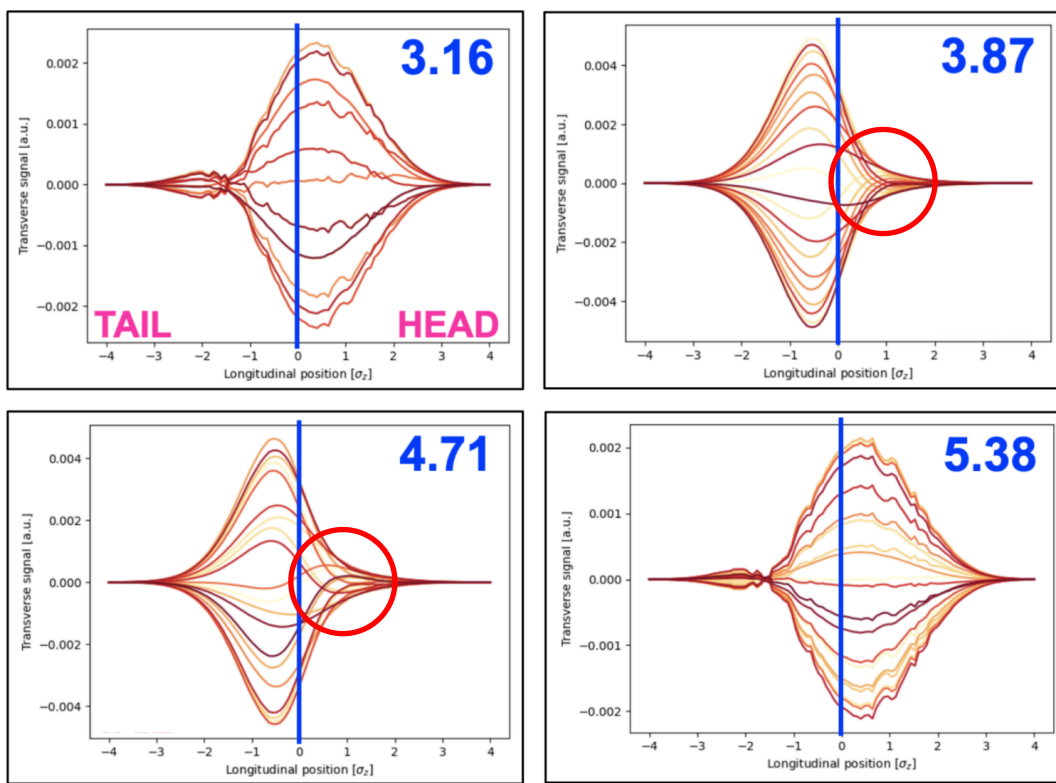 3.16
0.002
0.001
0.000
−0.001
−0.002
Transverse signal [a.u.]
TAIL
HEAD
−4 −3 −2 −1 0 1 2 3 4
Longitudinal position [σz]
3.87
0.004
0.002
0.000
−0.002
−0.004
Transverse signal [a.u.]
−4 −3 −2 −1 0 1 2 3 4
Longitudinal position [σz]
4.71
0.004
0.002
0.000
−0.002
−0.004
Transverse signal [a.u.]
−4 −3 −2 −1 0 1 2 3 4
Longitudinal position [σz]
5.38
0.002
0.001
0.000
−0.001
−0.002
Transverse signal [a.u.]
−4 −3 −2 −1 0 1 2 3 4
Longitudinal position [σz]